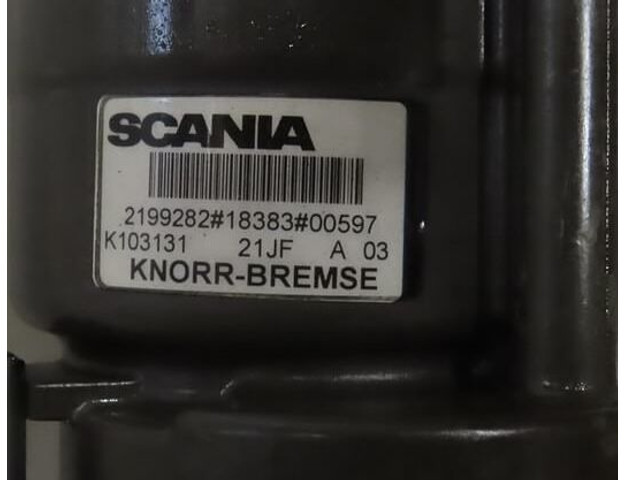 SCANIA
2199282#18383#00597
K103131 21JF A 03
KNORR-BREMSE